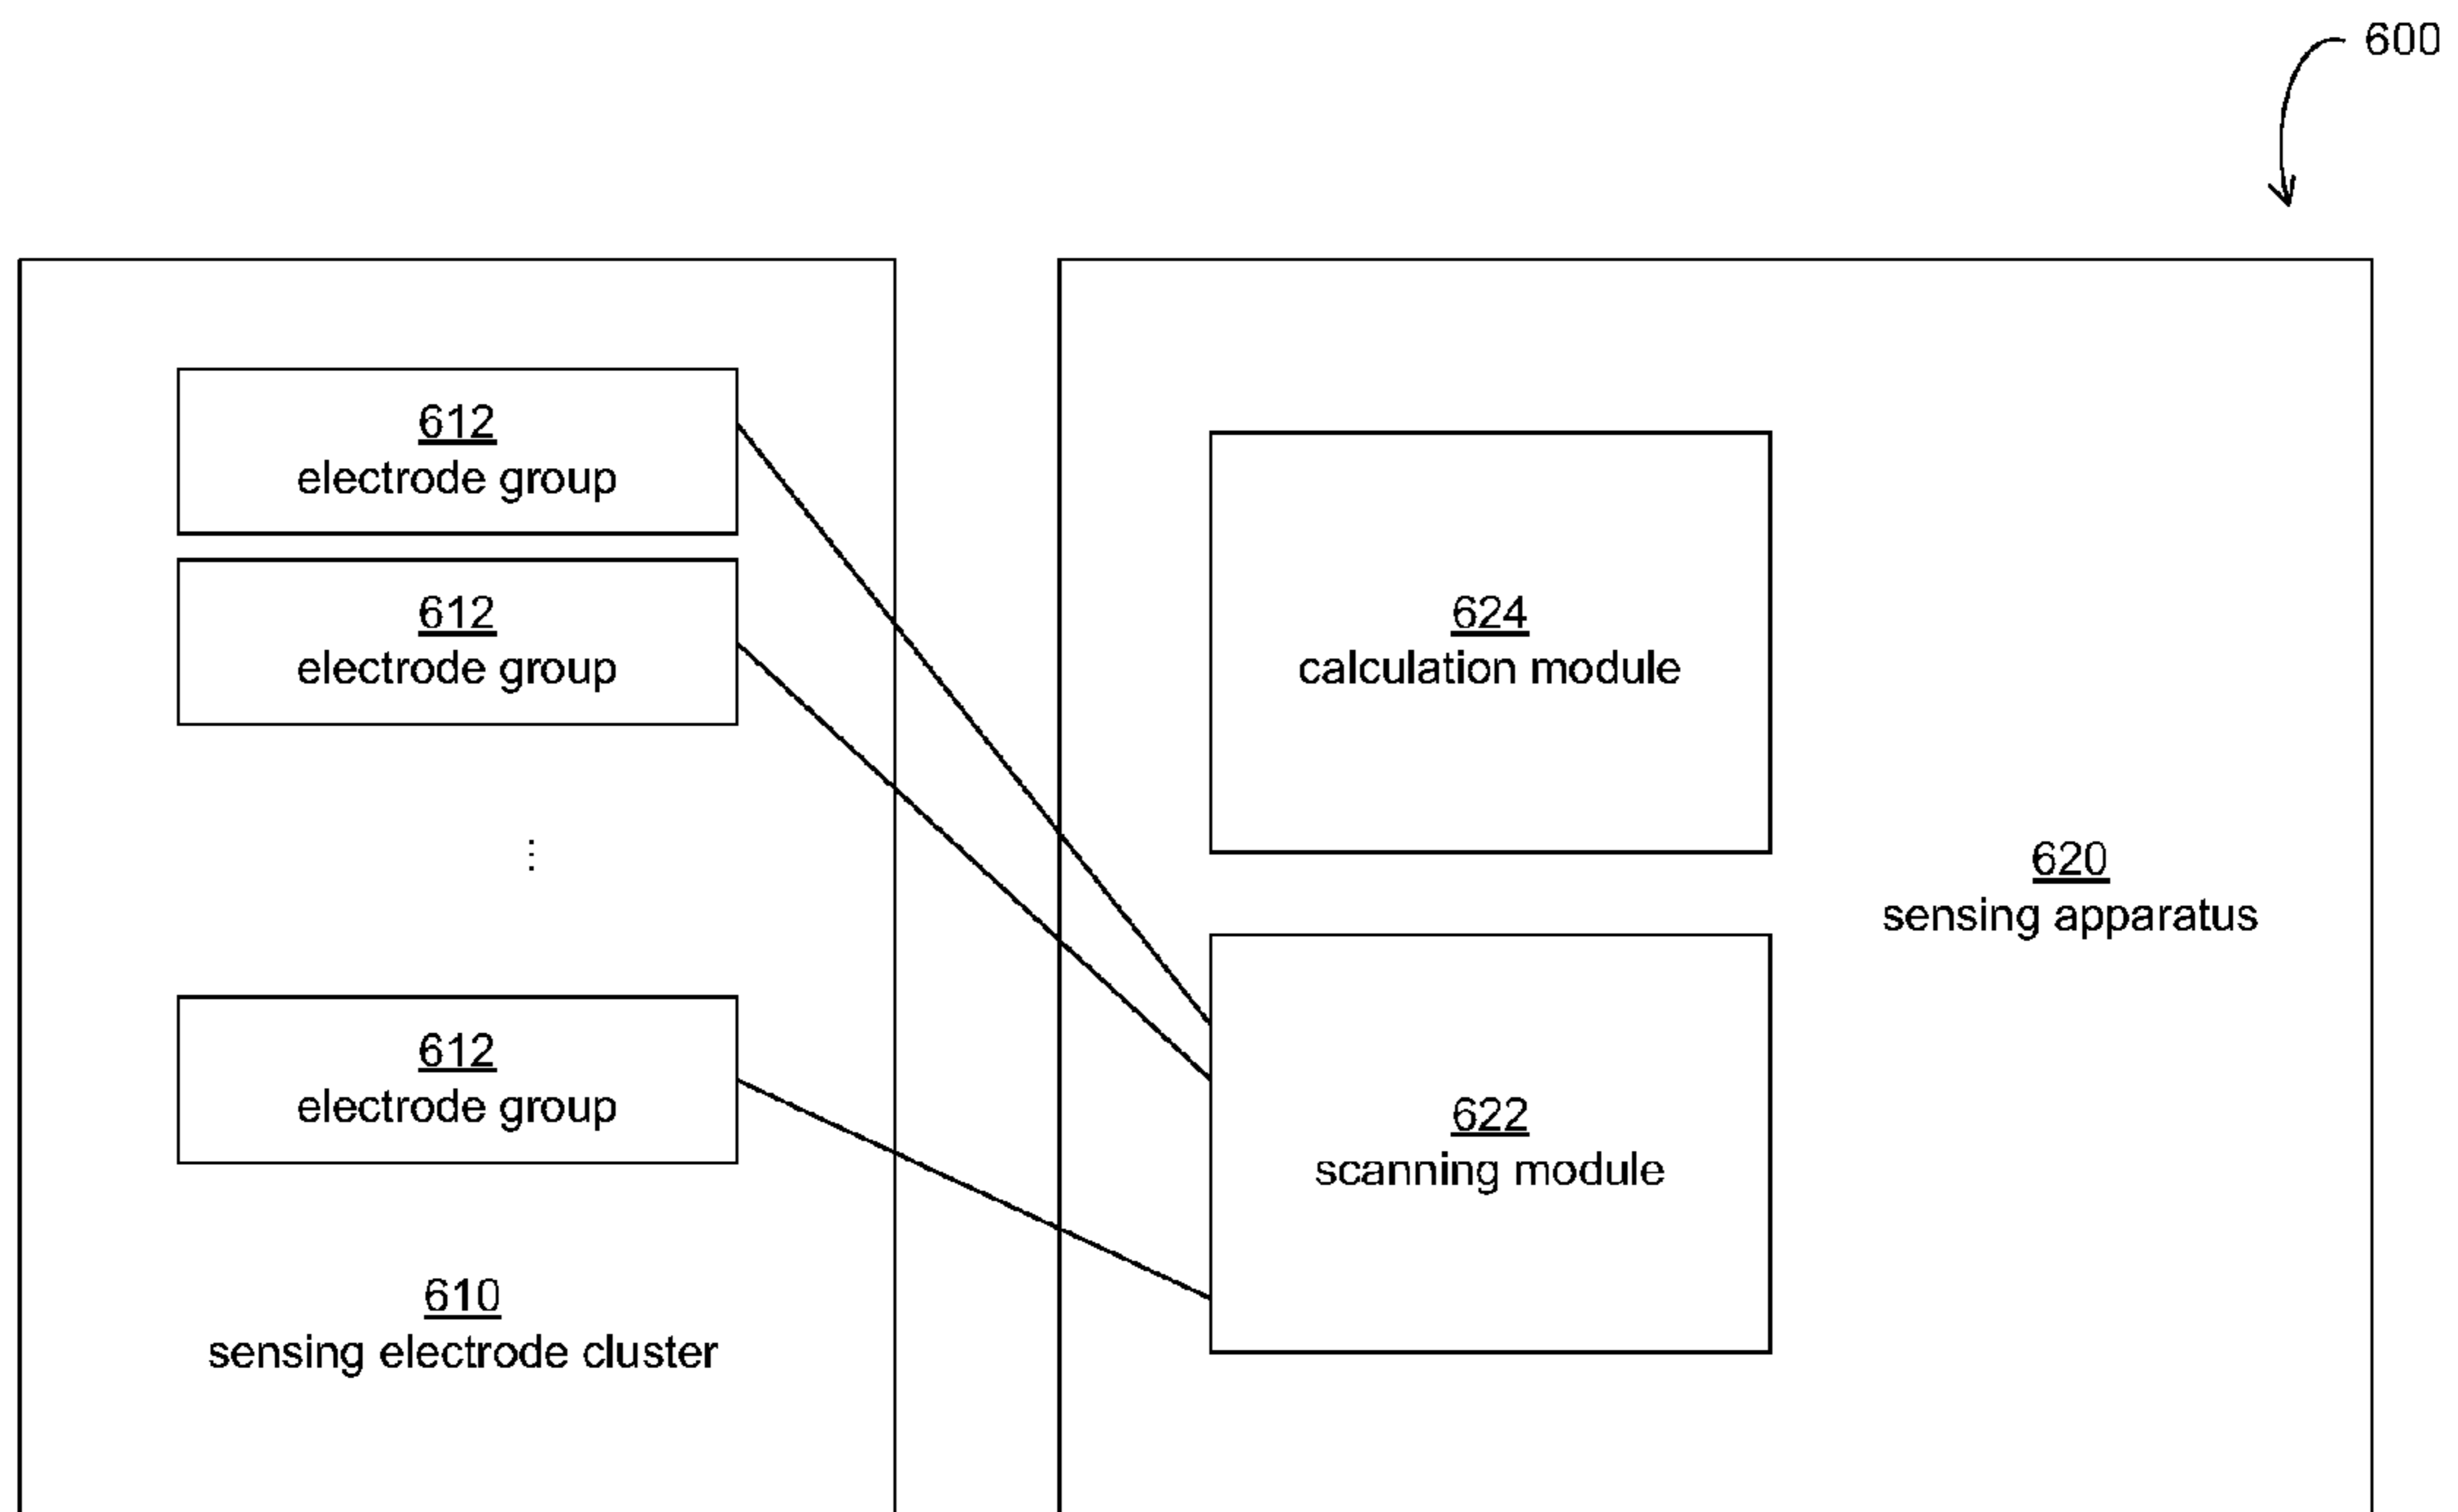 600
612
electrode group
612
electrode group
⋮
612
electrode group
610
sensing electrode cluster
624
calculation module
622
scanning module
620
sensing apparatus